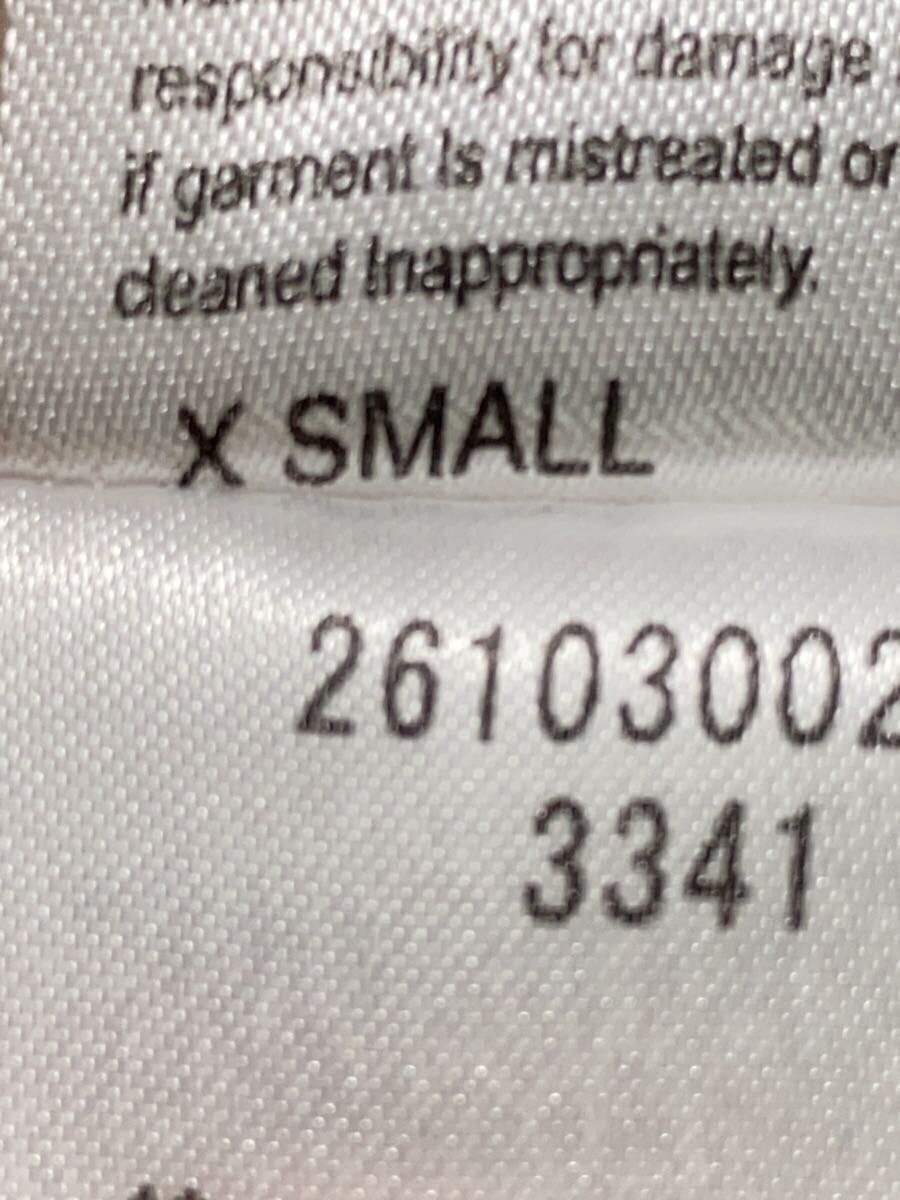 responsibility for damage
if garment is mistreated or
cleaned inappropriately.
X SMALL
26103002
3341